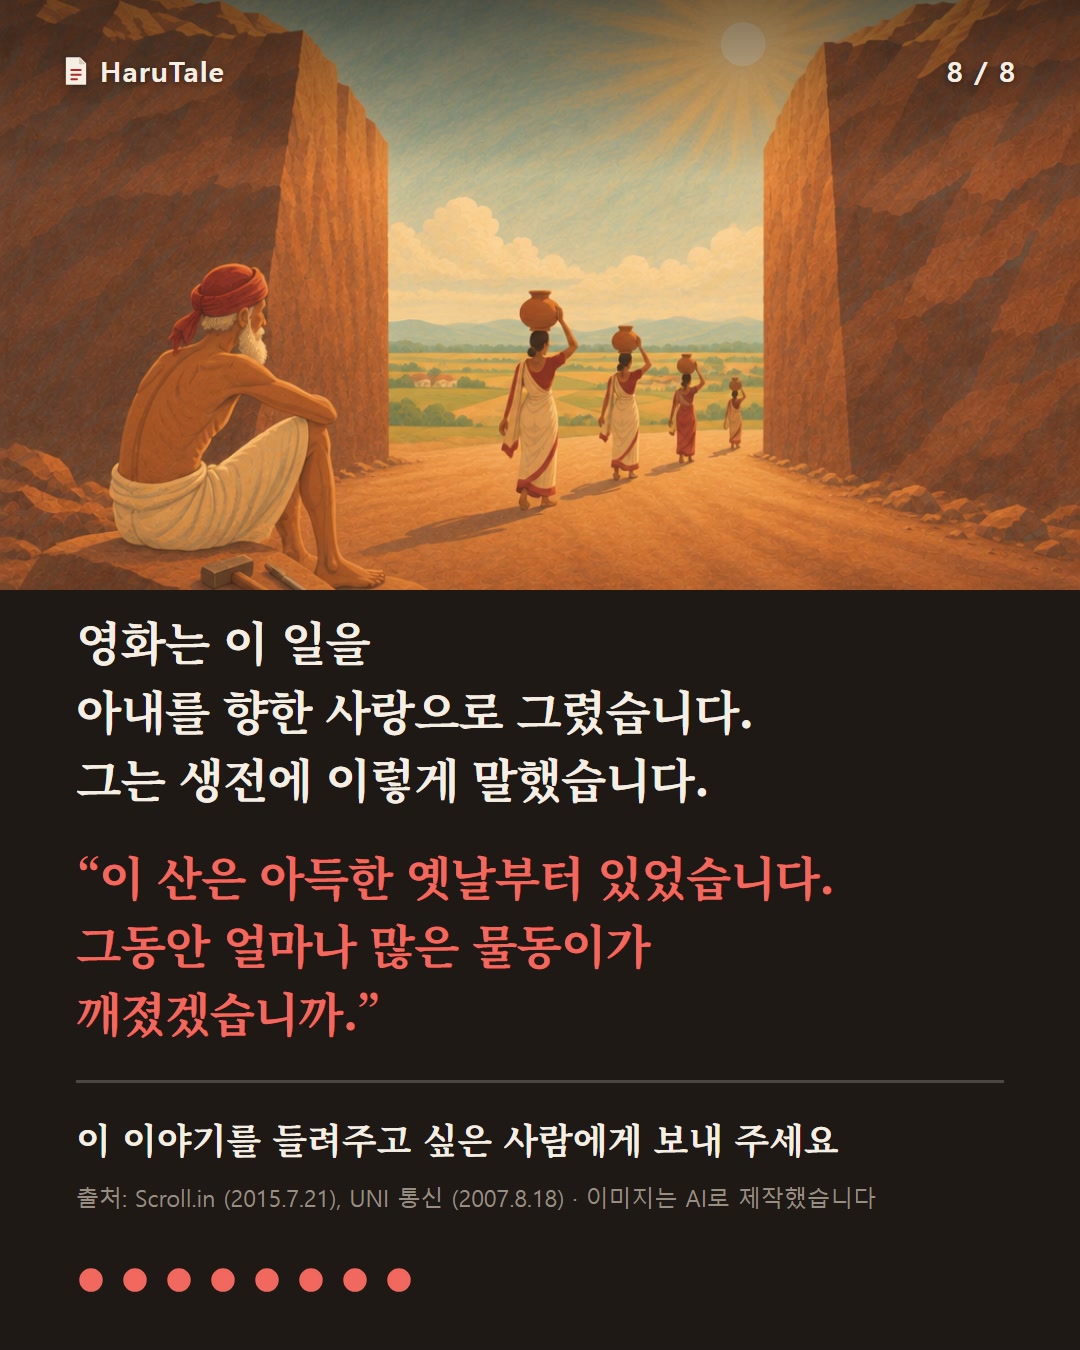 HaruTale
8 / 8
영화는 이 일을
아내를 향한 사랑으로 그렸습니다.
그는 생전에 이렇게 말했습니다.
“이 산은 아득한 옛날부터 있었습니다.
그동안 얼마나 많은 물동이가
깨졌겠습니까.”
이 이야기를 들려주고 싶은 사람에게 보내 주세요
출처: Scroll.in (2015.7.21), UNI 통신 (2007.8.18) · 이미지는 AI로 제작했습니다